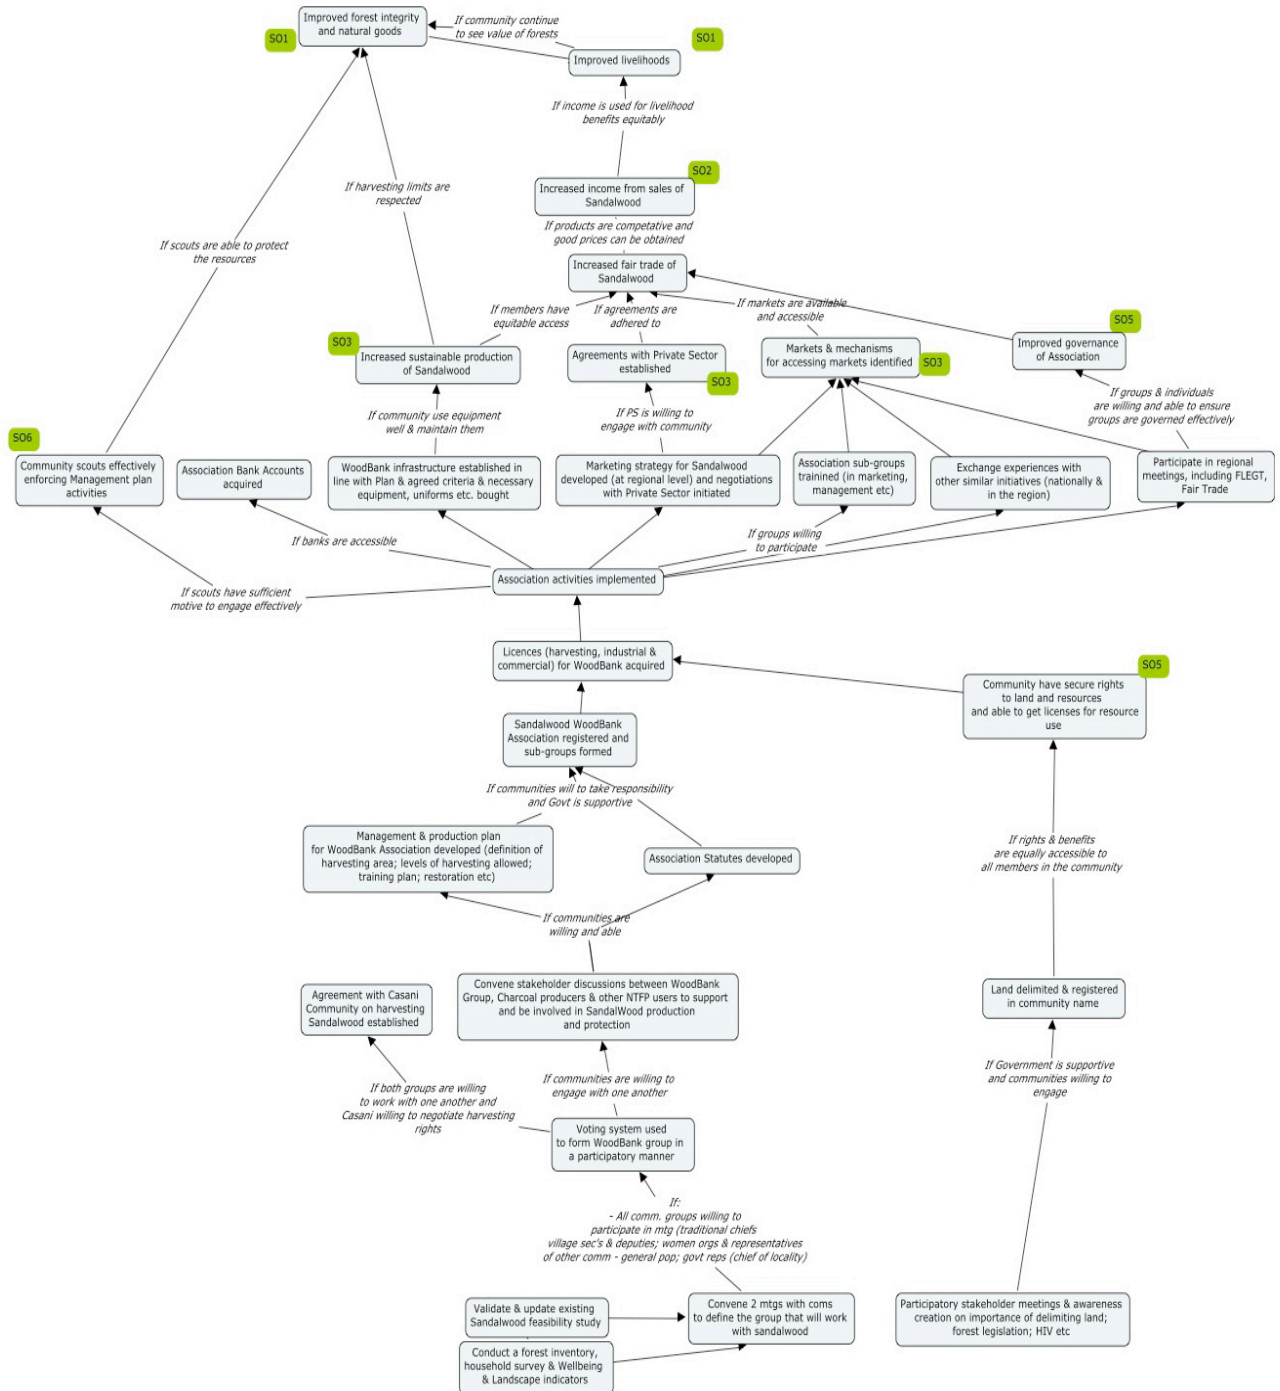 Improved forest integrity
and natural goods
SO1
If community continue
to see value of forests
SO1
Improved livelihoods
If income is used for livelihood
benefits equitably
SO2
Increased income from sales of
Sandalwood
If harvesting limits are
respected
If products are competative and
good prices can be obtained
If scouts are able to protect
the resources
Increased fair trade of
Sandalwood
If members have
equitable access
If agreements are
adhered to
If markets are available
and accessible
SO5
Improved governance
of Association
SO3
Increased sustainable production
of Sandalwood
Agreements with Private Sector
established
SO3
Markets & mechanisms
for accessing markets identified
SO3
If community use equipment
well & maintain them
If PS is willing to
engage with community
If groups & individuals
are willing and able to ensure
groups are governed effectively
SO6
Community scouts effectively
enforcing Management plan
activities
Association Bank Accounts
acquired
WoodBank infrastructure established in
line with Plan & agreed criteria & necessary
equipment, uniforms etc. bought
Marketing strategy for Sandalwood
developed (at regional level) and negotiations
with Private Sector initiated
Association sub-groups
trainined (in marketing,
management etc)
Exchange experiences with
other similar initiatives (nationally &
in the region)
Participate in regional
meetings, including FLEGT,
Fair Trade
If banks are accessible
If groups willing
to participate
Association activities implemented
If scouts have sufficient
motive to engage effectively
Licences (harvesting, industrial &
commercial) for WoodBank acquired
SO5
Community have secure rights
to land and resources
and able to get licenses for resource
use
Sandalwood WoodBank
Association registered and
sub-groups formed
If communities will to take responsibility
and Govt is supportive
Management & production plan
for WoodBank Association developed (definition of
harvesting area; levels of harvesting allowed;
training plan; restoration etc)
Association Statutes developed
If rights & benefits
are equally accessible to
all members in the community
If communities are
willing and able
Agreement with Casani
Community on harvesting
Sandalwood established
Convene stakeholder discussions between WoodBank
Group, Charcoal producers & other NTFP users to support
and be involved in SandalWood production
and protection
Land delimited & registered
in community name
If both groups are willing
to work with one another and
Casani willing to negotiate harvesting
rights
If communities are willing to
engage with one another
If Government is supportive
and communities willing to
engage
Voting system used
to form WoodBank group in
a participatory manner
If:
- All comm. groups willing to
participate in mtg (traditional chiefs
village sec's & deputies; women orgs & representatives
of other comm - general pop; govt reps (chief of locality)
Validate & update existing
Sandalwood feasibility study
Convene 2 mtgs with coms
to define the group that will work
with sandalwood
Conduct a forest inventory,
household survey & Wellbeing
& Landscape indicators
Participatory stakeholder meetings & awareness
creation on importance of delimiting land;
forest legislation; HIV etc